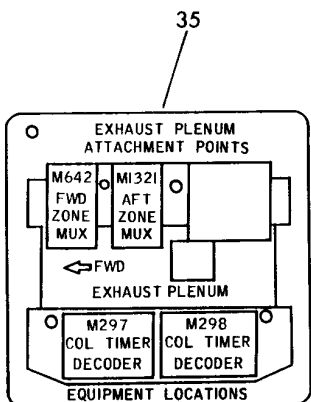 35
EXHAUST PLENUM
ATTACHMENT POINTS
M642
FWD
ZONE
MUX
M1321
AFT
ZONE
MUX
FWD
EXHAUST PLENUM
M297
COL TIMER
DECODER
M298
COL TIMER
DECODER
EQUIPMENT LOCATIONS